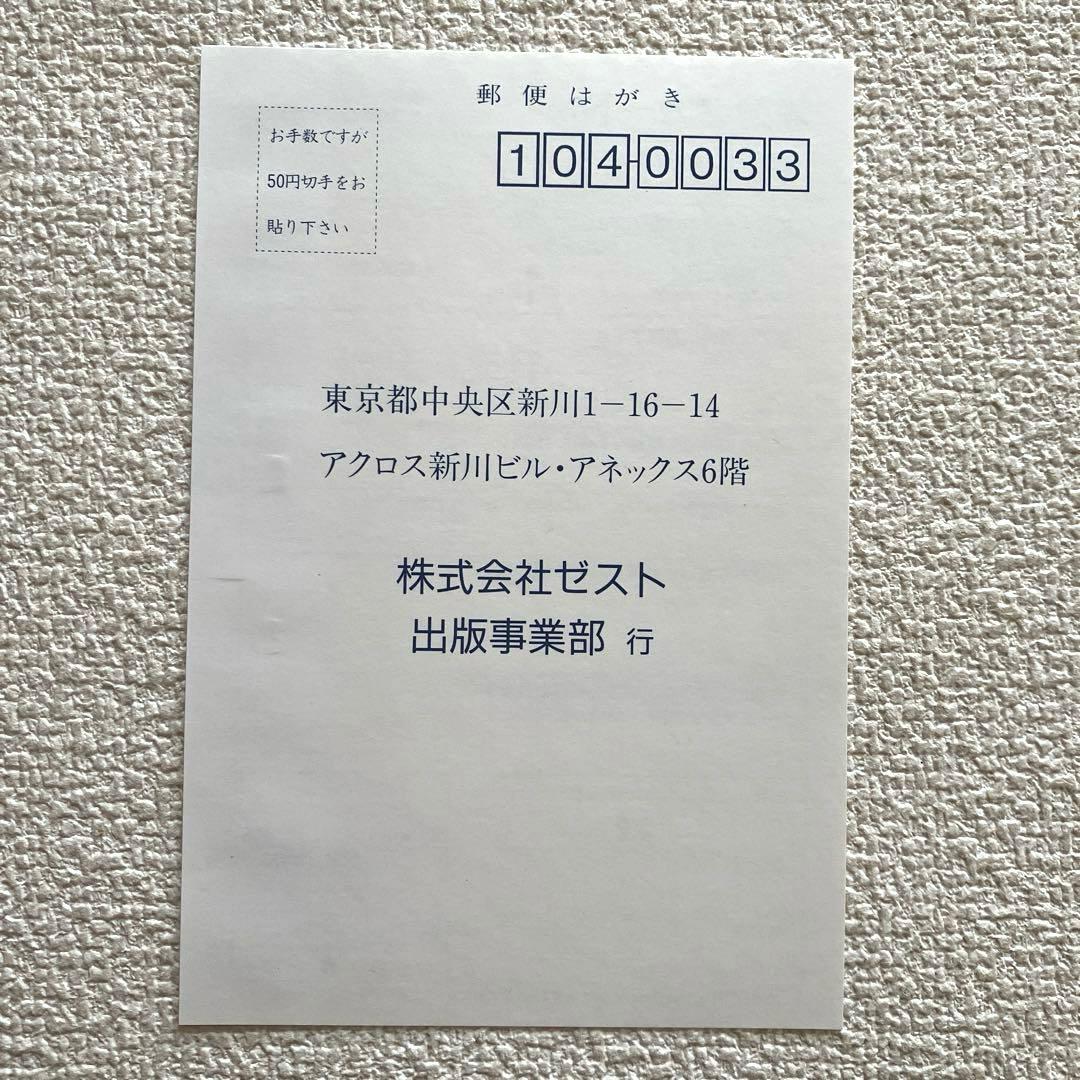 郵便はがき
お手数ですが
50円切手をお
貼り下さい
104-0033
東京都中央区新川1−16−14
アクロス新川ビル・アネックス6階
株式会社ゼスト
出版事業部 行